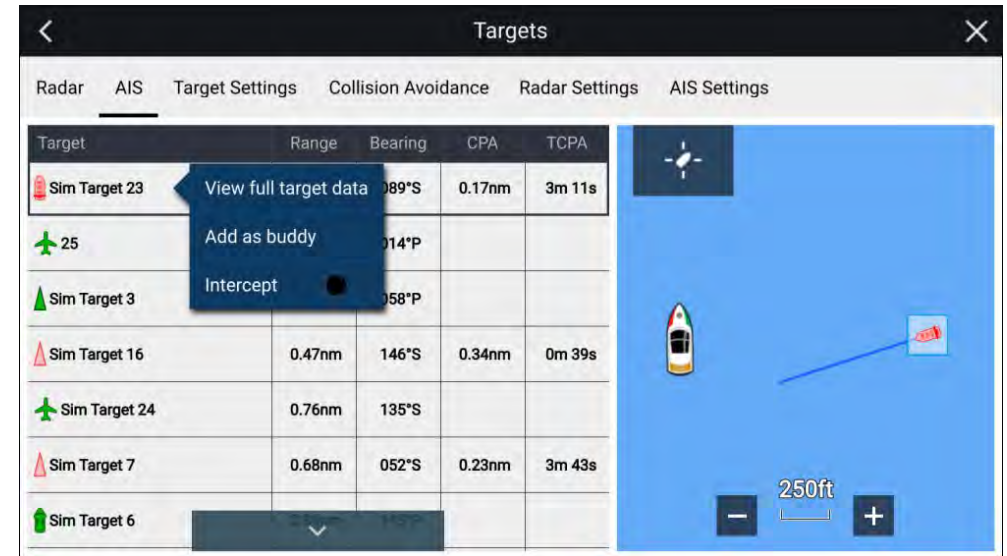 Targets
Radar AIS Target Settings Collision Avoidance Radar Settings AIS Settings
Target Range Bearing CPA TCPA
Sim Target 23 089°S 0.17nm 3m 11s
View full target data
25 014°P
Add as buddy
Sim Target 3 058°P
Intercept
Sim Target 16 0.47nm 146°S 0.34nm 0m 39s
Sim Target 24 0.76nm 135°S
Sim Target 7 0.68nm 052°S 0.23nm 3m 43s
Sim Target 6
250ft